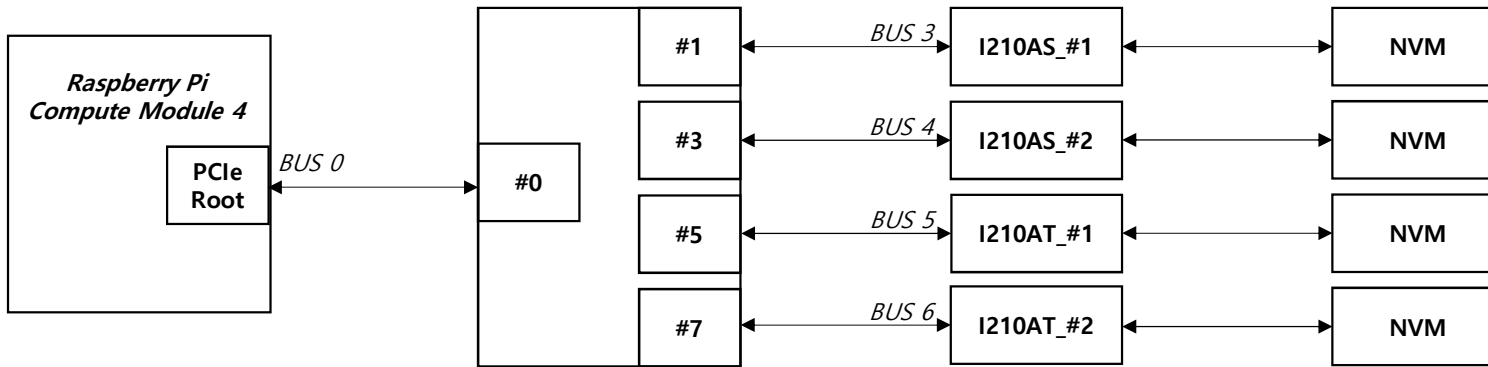 Raspberry Pi
Compute Module 4
PCIe
Root
BUS 0
#0
#1
BUS 3
I210AS_#1
NVM
#3
BUS 4
I210AS_#2
NVM
#5
BUS 5
I210AT_#1
NVM
#7
BUS 6
I210AT_#2
NVM